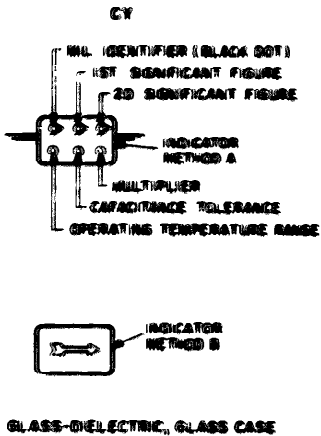 CY
MIL IDENTIFIER (BLACK DOT)
1ST SIGNIFICANT FIGURE
2D SIGNIFICANT FIGURE
INDICATOR
METHOD A
MULTIPLIER
CAPACITANCE TOLERANCE
OPERATING TEMPERATURE RANGE
INDICATOR
METHOD B
GLASS-DIELECTRIC, GLASS CASE